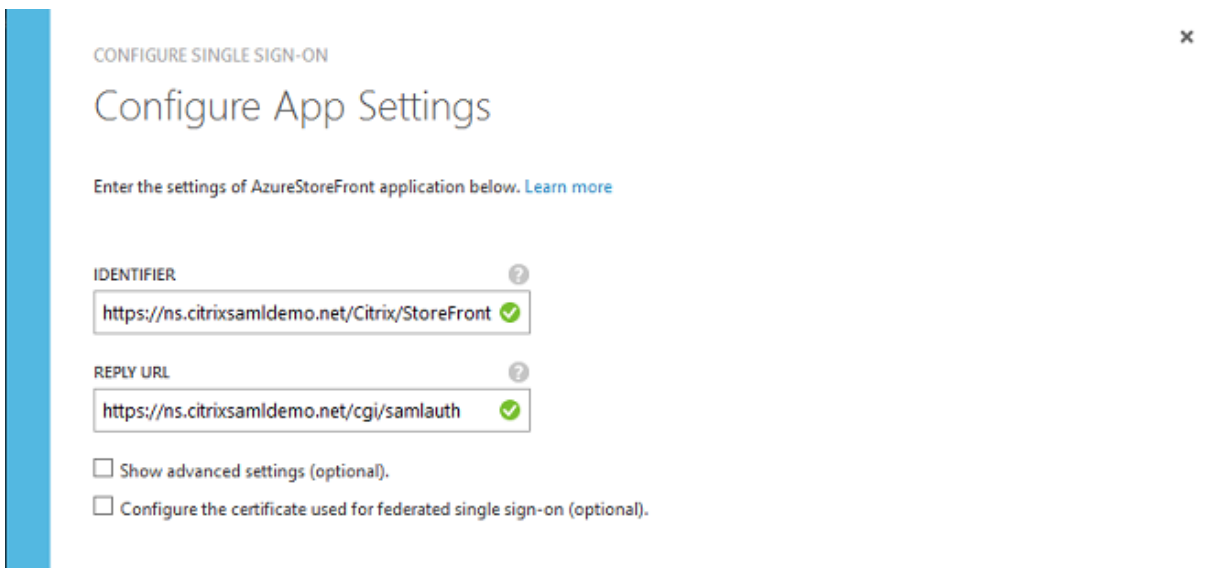 CONFIGURE SINGLE SIGN-ON
Configure App Settings
Enter the settings of AzureStoreFront application below. Learn more
IDENTIFIER
https://ns.citrixsamldemo.net/Citrix/StoreFront
REPLY URL
https://ns.citrixsamldemo.net/cgi/samlauth
Show advanced settings (optional).
Configure the certificate used for federated single sign-on (optional).